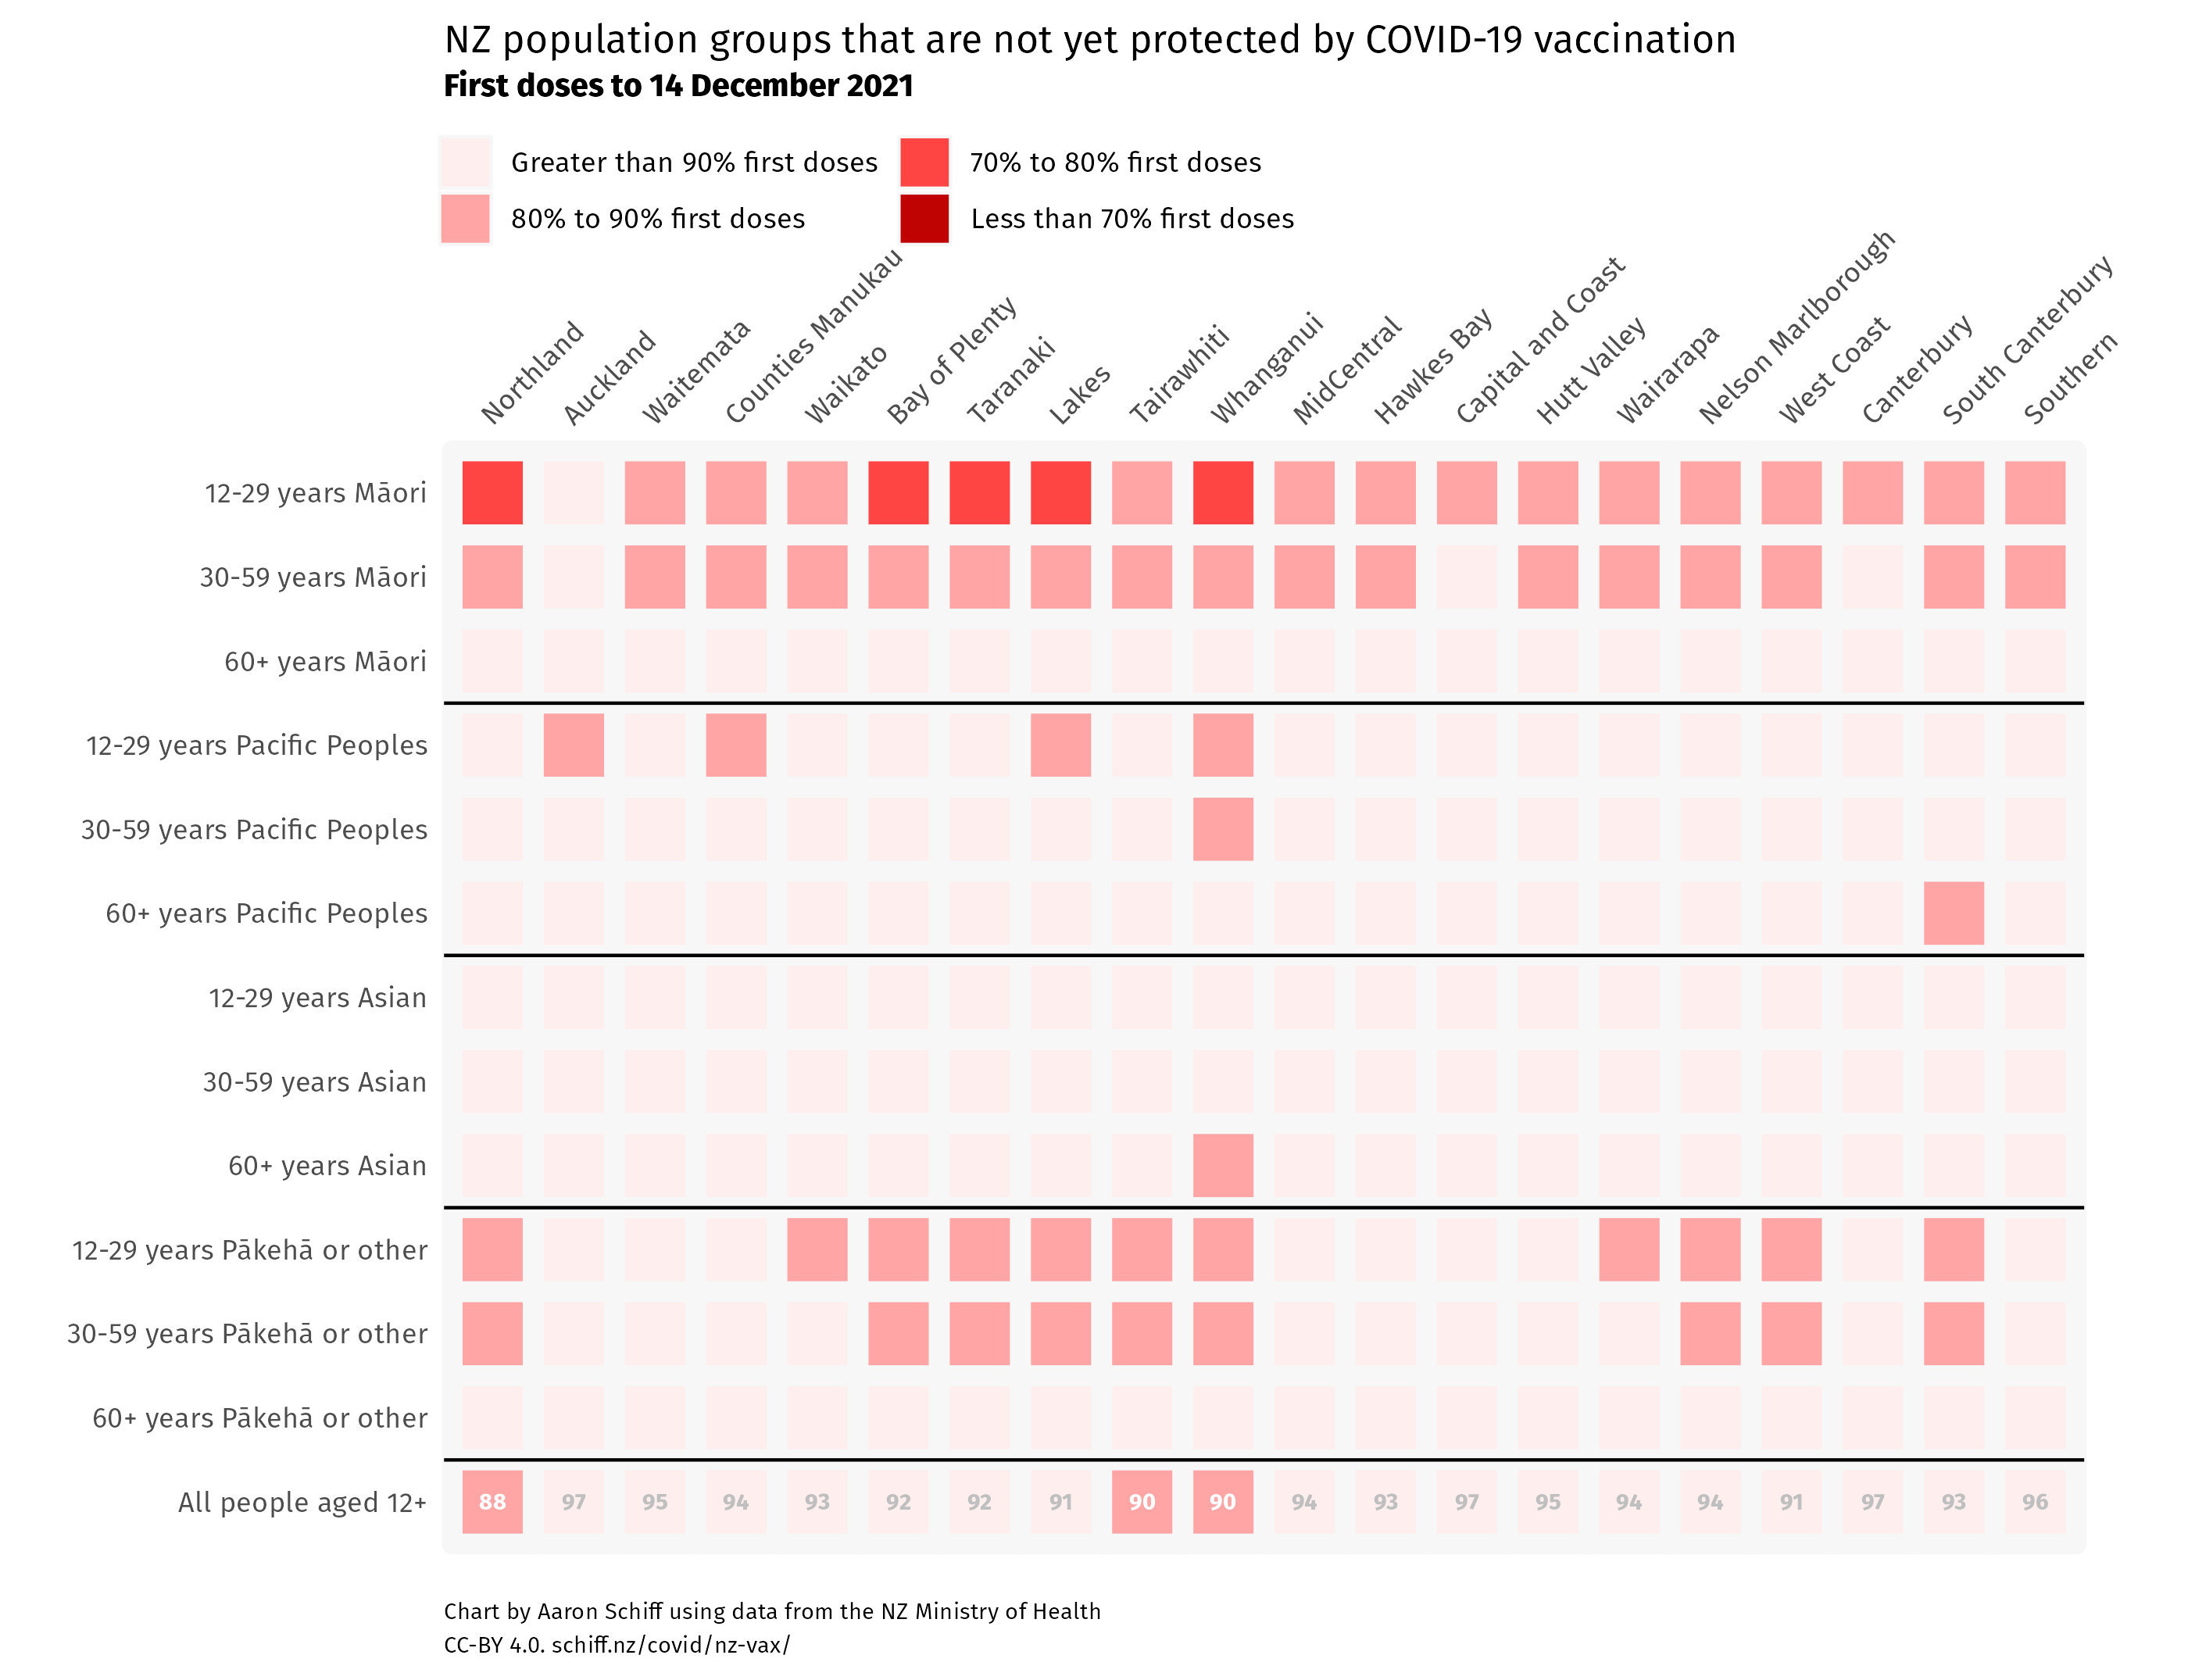 NZ population groups that are not yet protected by COVID-19 vaccination
First doses to 14 December 2021
Greater than 90% first doses
70% to 80% first doses
80% to 90% first doses
Less than 70% first doses
Northland
Auckland
Waitemata
Counties Manukau
Waikato
Bay of Plenty
Taranaki
Lakes
Tairawhiti
Whanganui
MidCentral
Hawkes Bay
Capital and Coast
Hutt Valley
Wairarapa
Nelson Marlborough
West Coast
Canterbury
South Canterbury
Southern
12-29 years Māori
30-59 years Māori
60+ years Māori
12-29 years Pacific Peoples
30-59 years Pacific Peoples
60+ years Pacific Peoples
12-29 years Asian
30-59 years Asian
60+ years Asian
12-29 years Pākehā or other
30-59 years Pākehā or other
60+ years Pākehā or other
All people aged 12+ 88 97 95 94 93 92 92 91 90 90 94 93 97 95 94 94 91 97 93 96
Chart by Aaron Schiff using data from the NZ Ministry of Health
CC-BY 4.0. schiff.nz/covid/nz-vax/